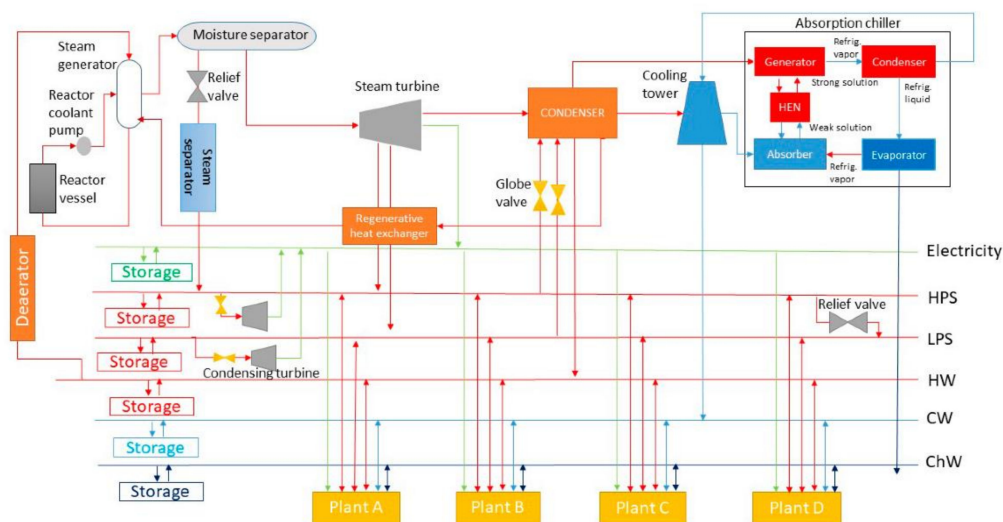 Absorption chiller
Steam
generator
Moisture separator
Relief
valve
Steam turbine
CONDENSER
Cooling
tower
Generator
Refrig.
vapor
Condenser
Strong solution
Refrig.
liquid
HEN
Weak solution
Absorber
Refrig.
vapor
Evaporator
Reactor
coolant
pump
Reactor
vessel
Steam
separator
Globe
valve
Regenerative
heat exchanger
Deaerator
Electricity
Storage
HPS
Storage
Relief valve
LPS
Storage
Condensing turbine
HW
Storage
CW
Storage
ChW
Storage
Plant A
Plant B
Plant C
Plant D